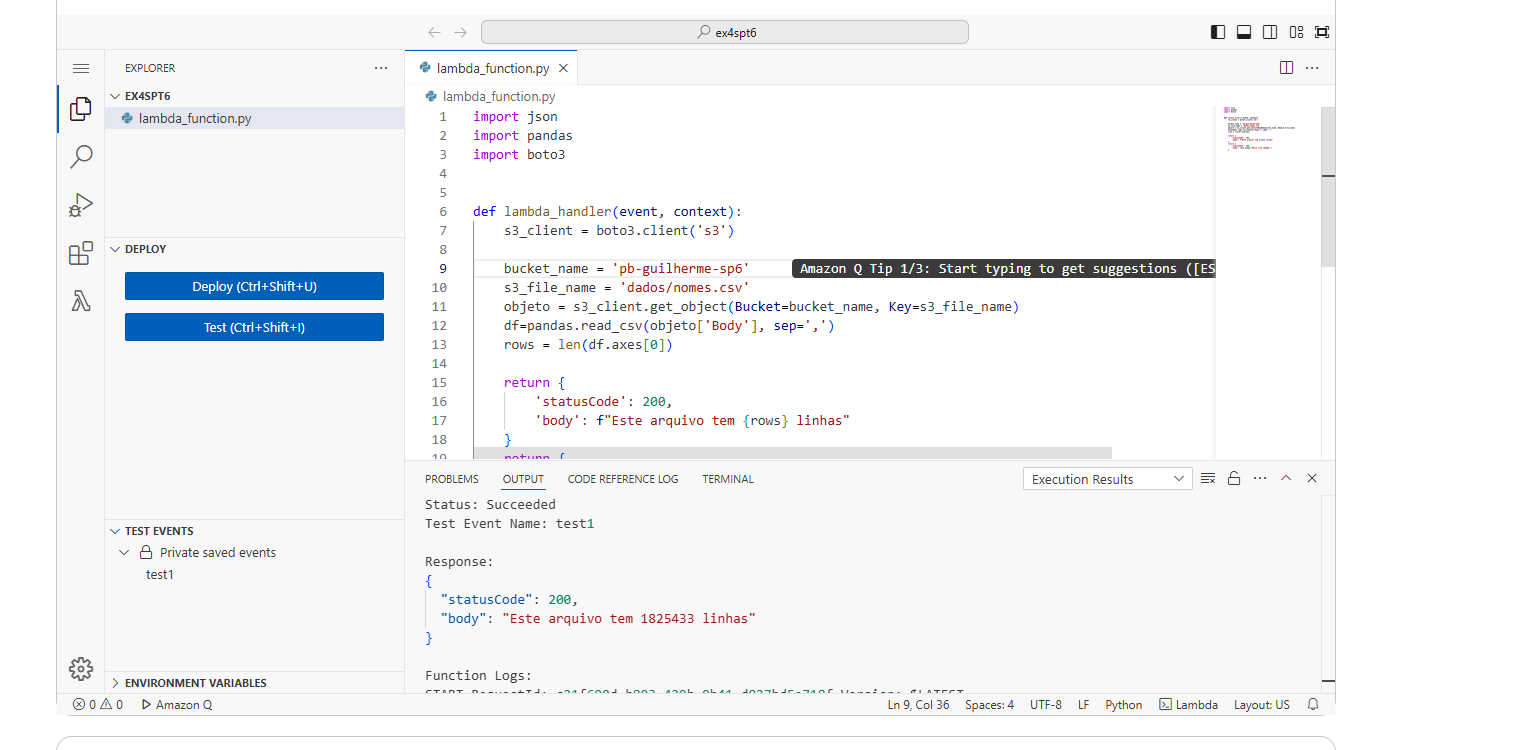 ex4spt6
EXPLORER
EX4SPT6
lambda_function.py
DEPLOY
Deploy (Ctrl+Shift+U)
Test (Ctrl+Shift+I)
TEST EVENTS
Private saved events
test1
ENVIRONMENT VARIABLES
lambda_function.py
lambda_function.py
1 import json
2 import pandas
3 import boto3
4
5
6 def lambda_handler(event, context):
7 s3_client = boto3.client('s3')
8
9 bucket_name = 'pb-guilherme-sp6' Amazon Q Tip 1/3: Start typing to get suggestions ([ES
10 s3_file_name = 'dados/nomes.csv'
11 objeto = s3_client.get_object(Bucket=bucket_name, Key=s3_file_name)
12 df=pandas.read_csv(objeto['Body'], sep=',')
13 rows = len(df.axes[0])
14
15 return {
16 'statusCode': 200,
17 'body': f"Este arquivo tem {rows} linhas"
18 }
19 return {
PROBLEMS OUTPUT CODE REFERENCE LOG TERMINAL Execution Results
Status: Succeeded
Test Event Name: test1
Response:
{
"statusCode": 200,
"body": "Este arquivo tem 1825433 linhas"
}
Function Logs:
START RequestId: Version: $LATEST
0 0 Amazon Q Ln 9, Col 36 Spaces: 4 UTF-8 LF Python Lambda Layout: US